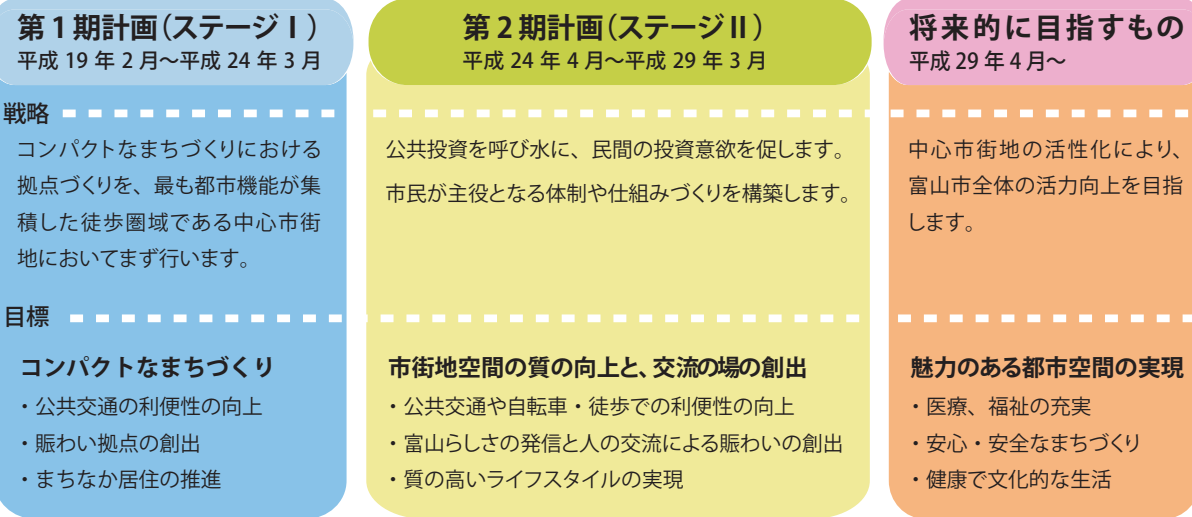 第1期計画（ステージⅠ）
平成 19 年 2 月～平成 24 年 3 月
第2期計画（ステージⅡ）
平成 24 年 4 月～平成 29 年 3 月
将来的に目指すもの
平成 29 年 4 月～
戦略
コンパクトなまちづくりにおける
拠点づくりを、最も都市機能が集
積した徒歩圏域である中心市街
地においてまず行います。
公共投資を呼び水に、民間の投資意欲を促します。
市民が主役となる体制や仕組みづくりを構築します。
中心市街地の活性化により、
富山市全体の活力向上を目指
します。
目標
コンパクトなまちづくり
・公共交通の利便性の向上
・賑わい拠点の創出
・まちなか居住の推進
市街地空間の質の向上と、交流の場の創出
・公共交通や自転車・徒歩での利便性の向上
・富山らしさの発信と人の交流による賑わいの創出
・質の高いライフスタイルの実現
魅力のある都市空間の実現
・医療、福祉の充実
・安心・安全なまちづくり
・健康で文化的な生活